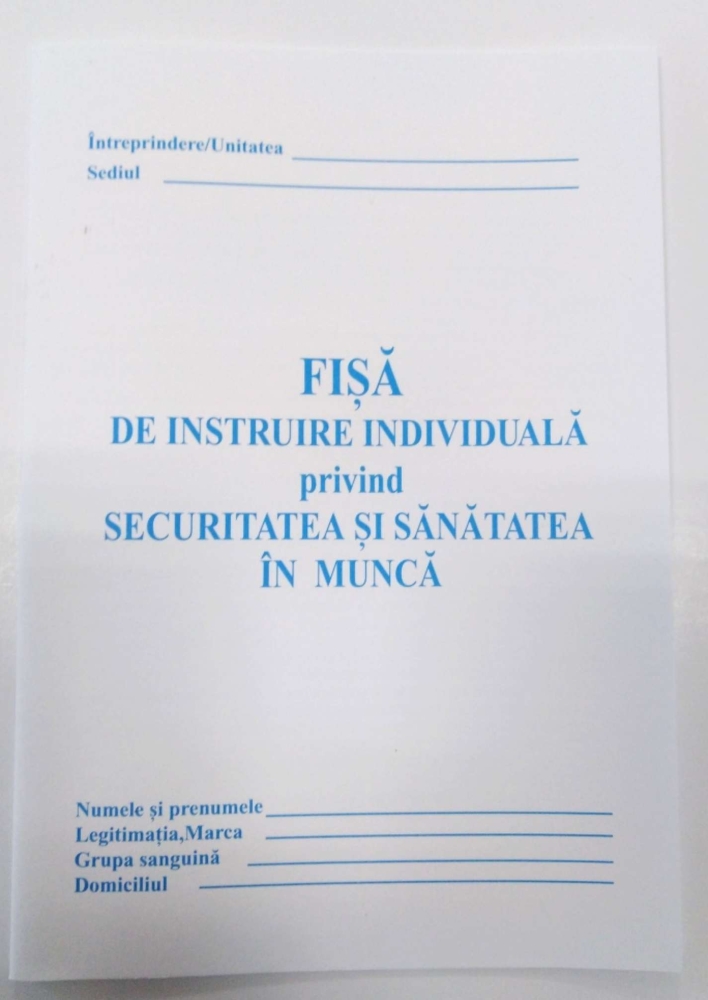 Întreprindere/Unitatea
Sediul
FIȘĂ
DE INSTRUIRE INDIVIDUALĂ
privind
SECURITATEA ȘI SĂNĂTATEA
ÎN MUNCĂ
Numele și prenumele
Legitimația,Marca
Grupa sanguină
Domiciliul